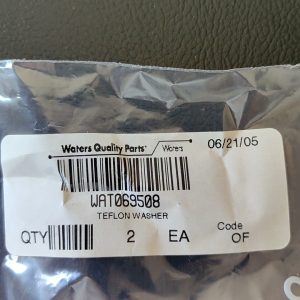 Waters Quality Parts Waters 06/21/05
WAT069508
TEFLON WASHER
QTY 2 EA Code OF